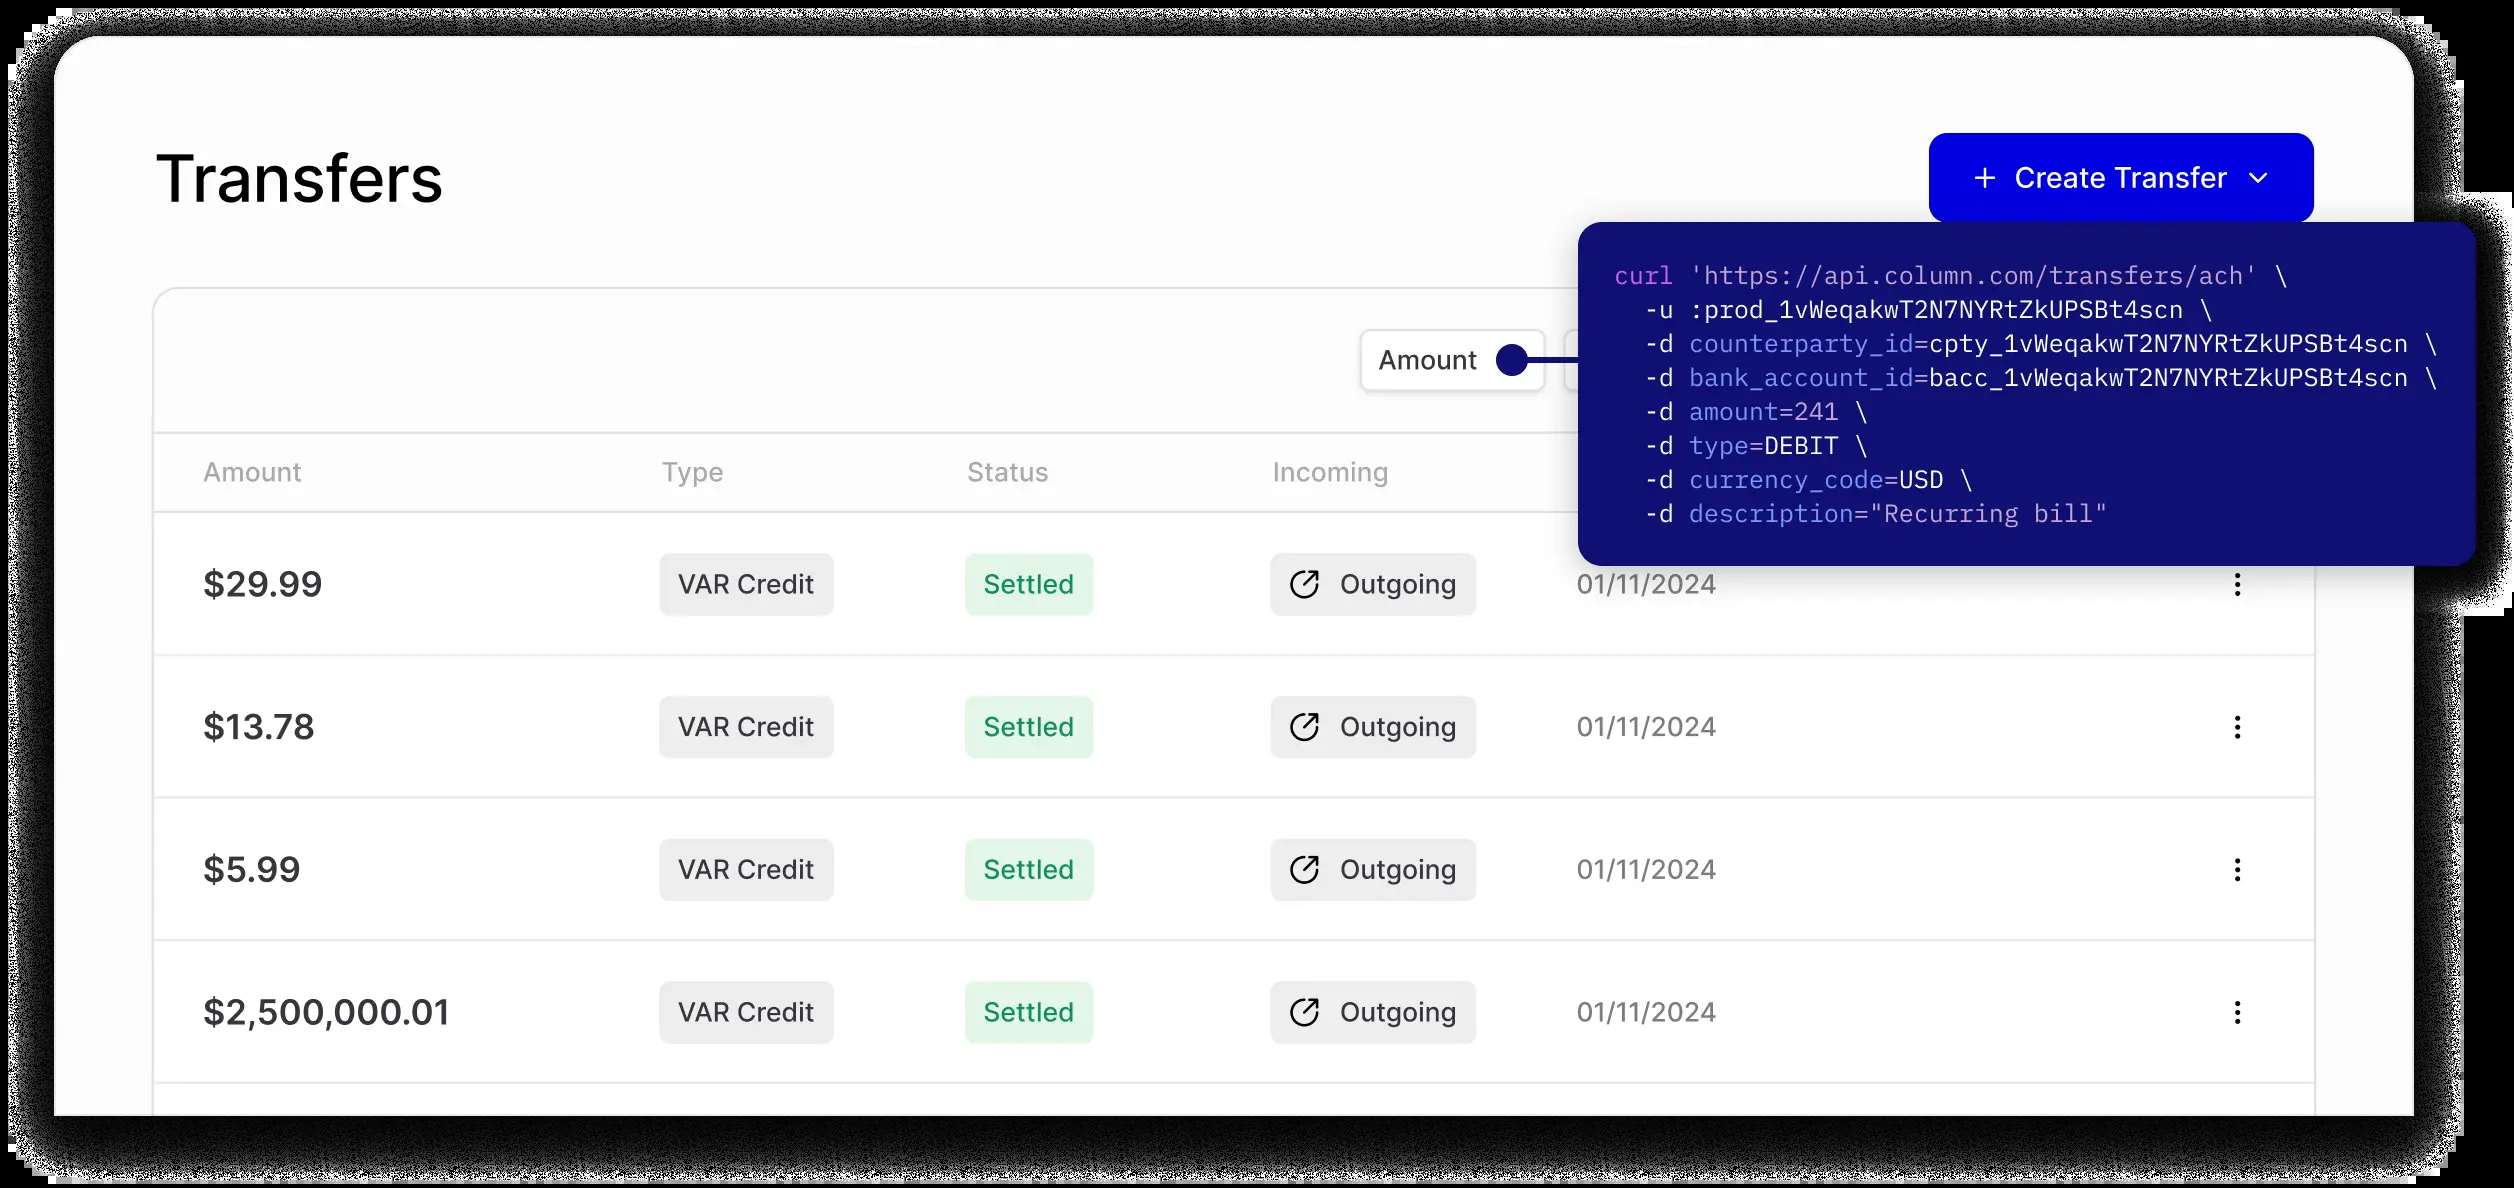 Transfers
+ Create Transfer
curl 'https://api.column.com/transfers/ach' \
-u :prod_1vWeqakwT2N7NYRtZkUPSBt4scn \
-d counterparty_id=cpty_1vWeqakwT2N7NYRtZkUPSBt4scn \
-d bank_account_id=bacc_1vWeqakwT2N7NYRtZkUPSBt4scn \
-d amount=241 \
-d type=DEBIT \
-d currency_code=USD \
-d description="Recurring bill"
Amount
Amount Type Status Incoming
$29.99 VAR Credit Settled Outgoing 01/11/2024
$13.78 VAR Credit Settled Outgoing 01/11/2024
$5.99 VAR Credit Settled Outgoing 01/11/2024
$2,500,000.01 VAR Credit Settled Outgoing 01/11/2024